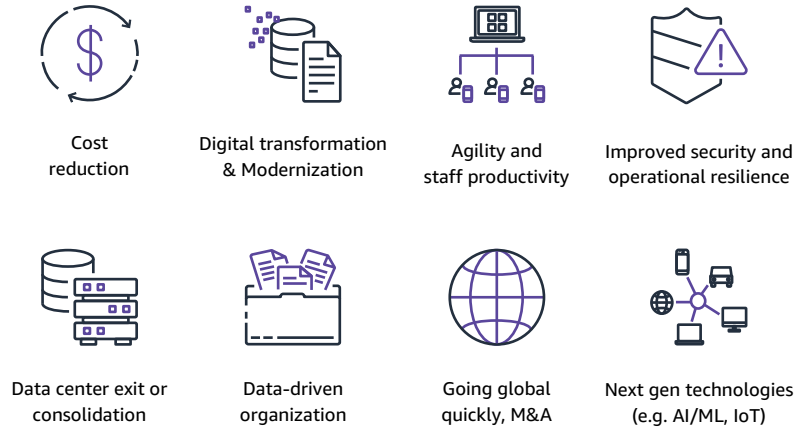 Cost
reduction
Digital transformation
& Modernization
Agility and
staff productivity
Improved security and
operational resilience
Data center exit or
consolidation
Data-driven
organization
Going global
quickly, M&A
Next gen technologies
(e.g. AI/ML, IoT)